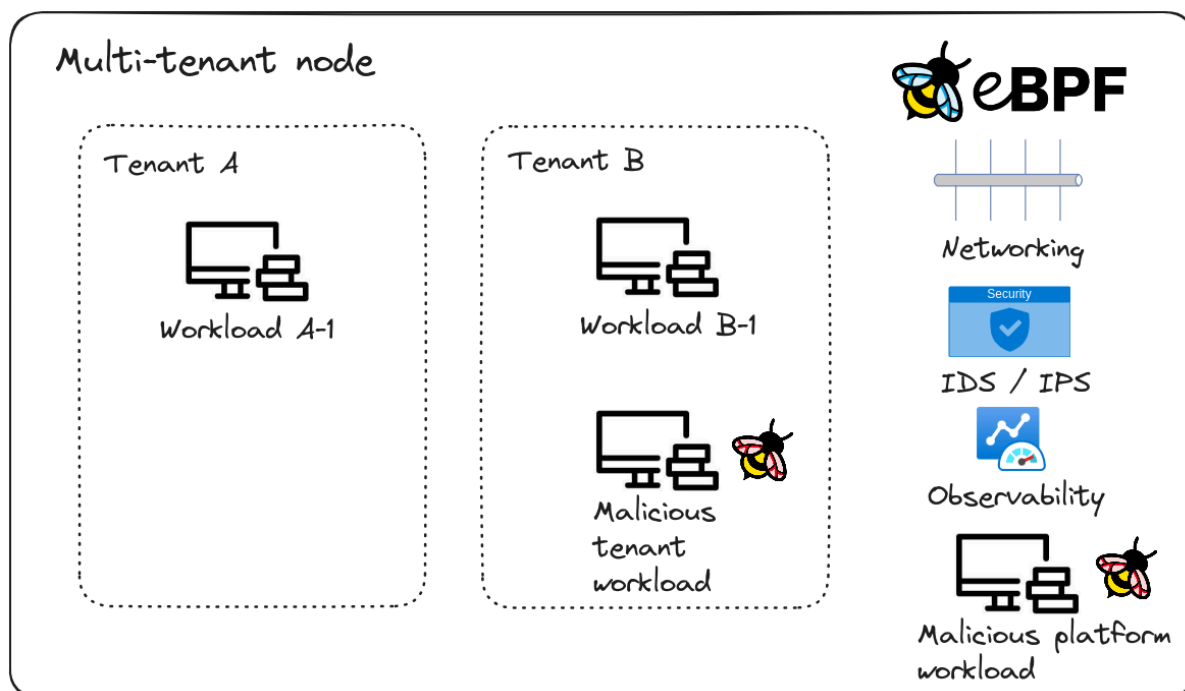 Multi-tenant node
eBPF
Tenant A
Tenant B
Workload A-1
Workload B-1
Malicious
tenant
workload
Networking
Security
IDS / IPS
Observability
Malicious platform
workload